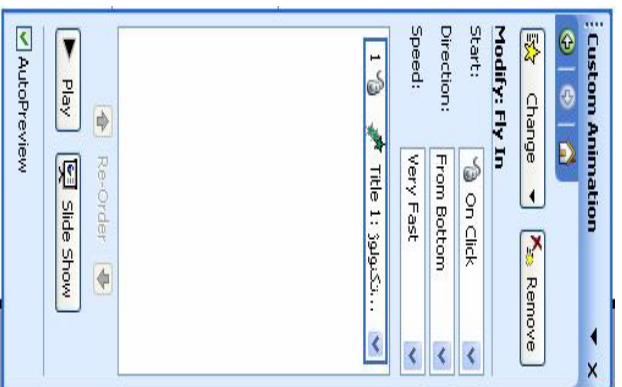 Custom Animation
Change
Remove
Modify: Fly In
Start: On Click
Direction: From Bottom
Speed: Very Fast
1 Title 1: تکنولوژ...
Re-Order
Play
Slide Show
AutoPreview